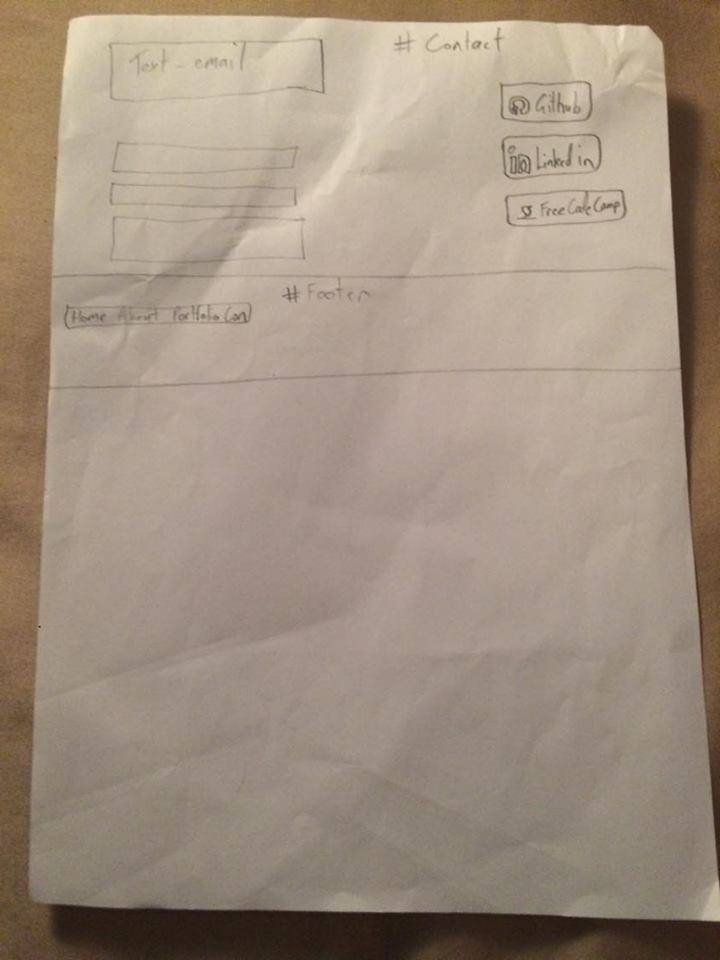 # Contact
Text - email
Github
in Linked in
Free Code Camp
# Footer
Home About Portfolio Con